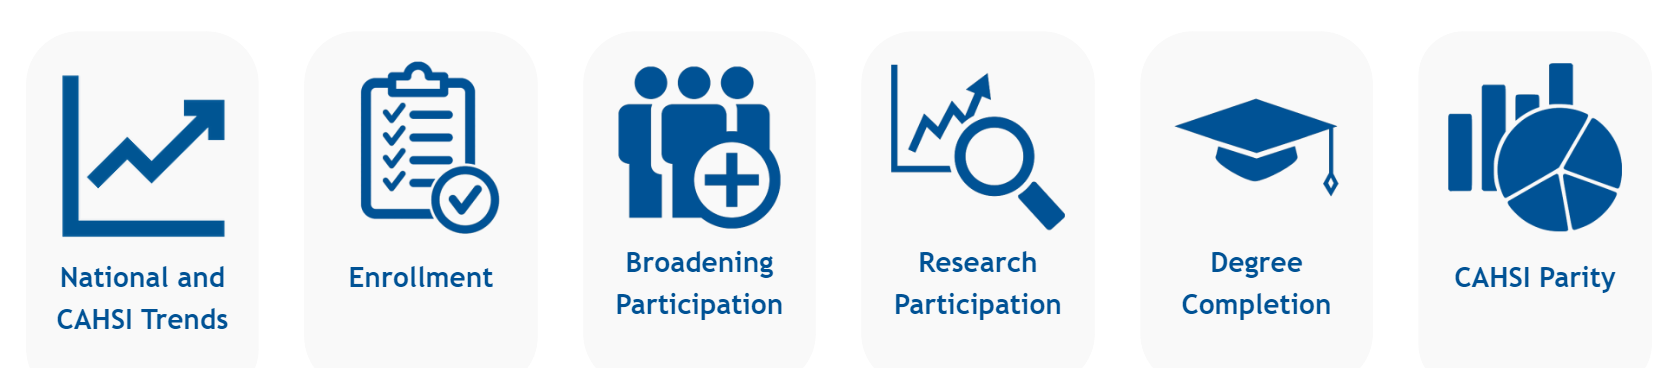 National and
CAHSI Trends
Enrollment
Broadening
Participation
Research
Participation
Degree
Completion
CAHSI Parity